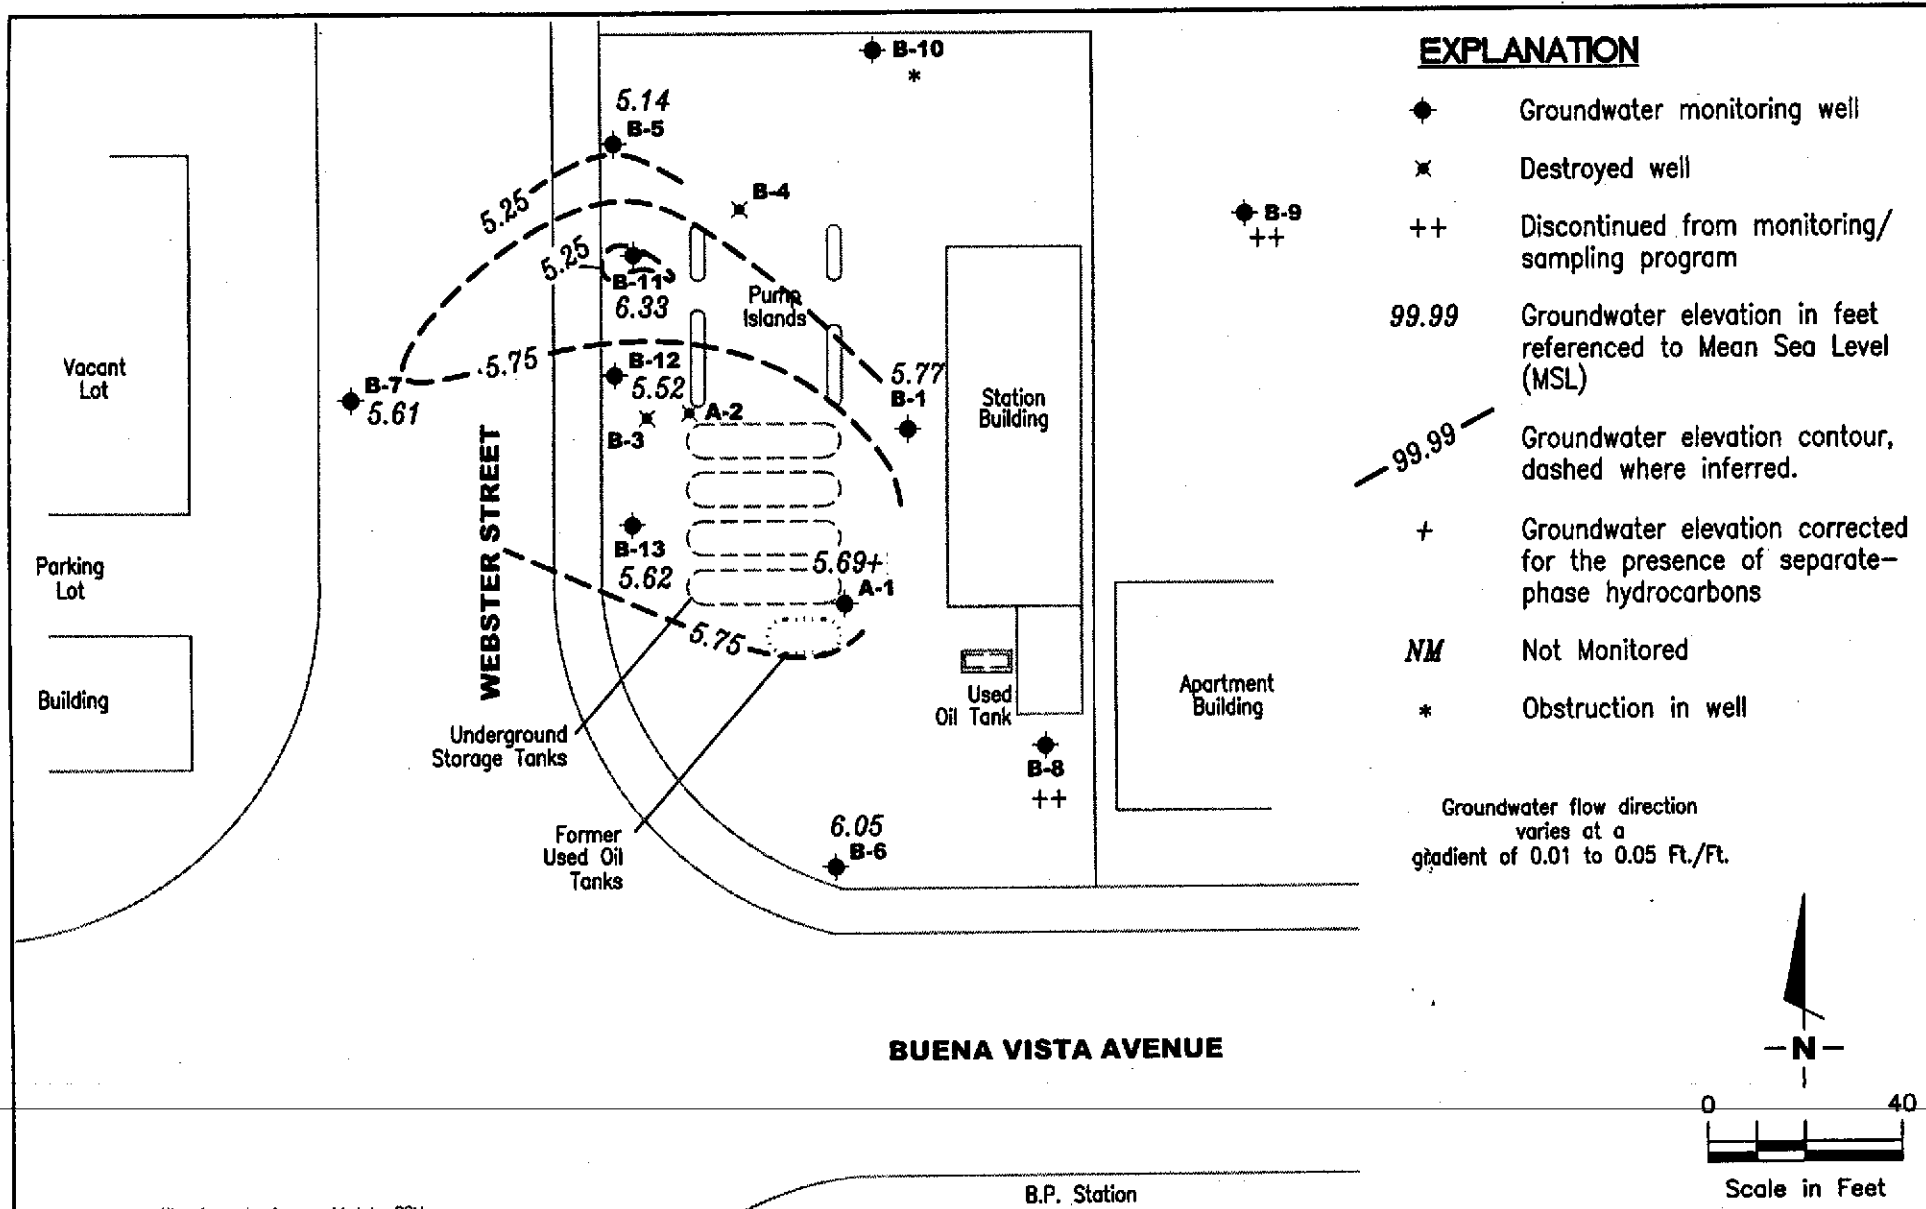 EXPLANATION
Groundwater monitoring well
Destroyed well
++ Discontinued from monitoring/
sampling program
99.99 Groundwater elevation in feet
referenced to Mean Sea Level
(MSL)
99.99 Groundwater elevation contour,
dashed where inferred.
+ Groundwater elevation corrected
for the presence of separate-
phase hydrocarbons
NM Not Monitored
* Obstruction in well
Groundwater flow direction
varies at a
gradient of 0.01 to 0.05 Ft./Ft.
B-10
*
5.14
B-5
B-4
5.25
B-9
++
5.25
B-11
6.33
Pump
Islands
5.75
B-12
5.52
5.77
B-1
Station
Building
Vacant
Lot
B-7
5.61
B-3
A-2
WEBSTER STREET
B-13
5.62
5.69+
A-1
Parking
Lot
5.75
Building
Used
Oil Tank
Apartment
Building
Underground
Storage Tanks
B-8
++
Former
Used Oil
Tanks
6.05
B-6
BUENA VISTA AVENUE
N
0 40
Scale in Feet
B.P. Station